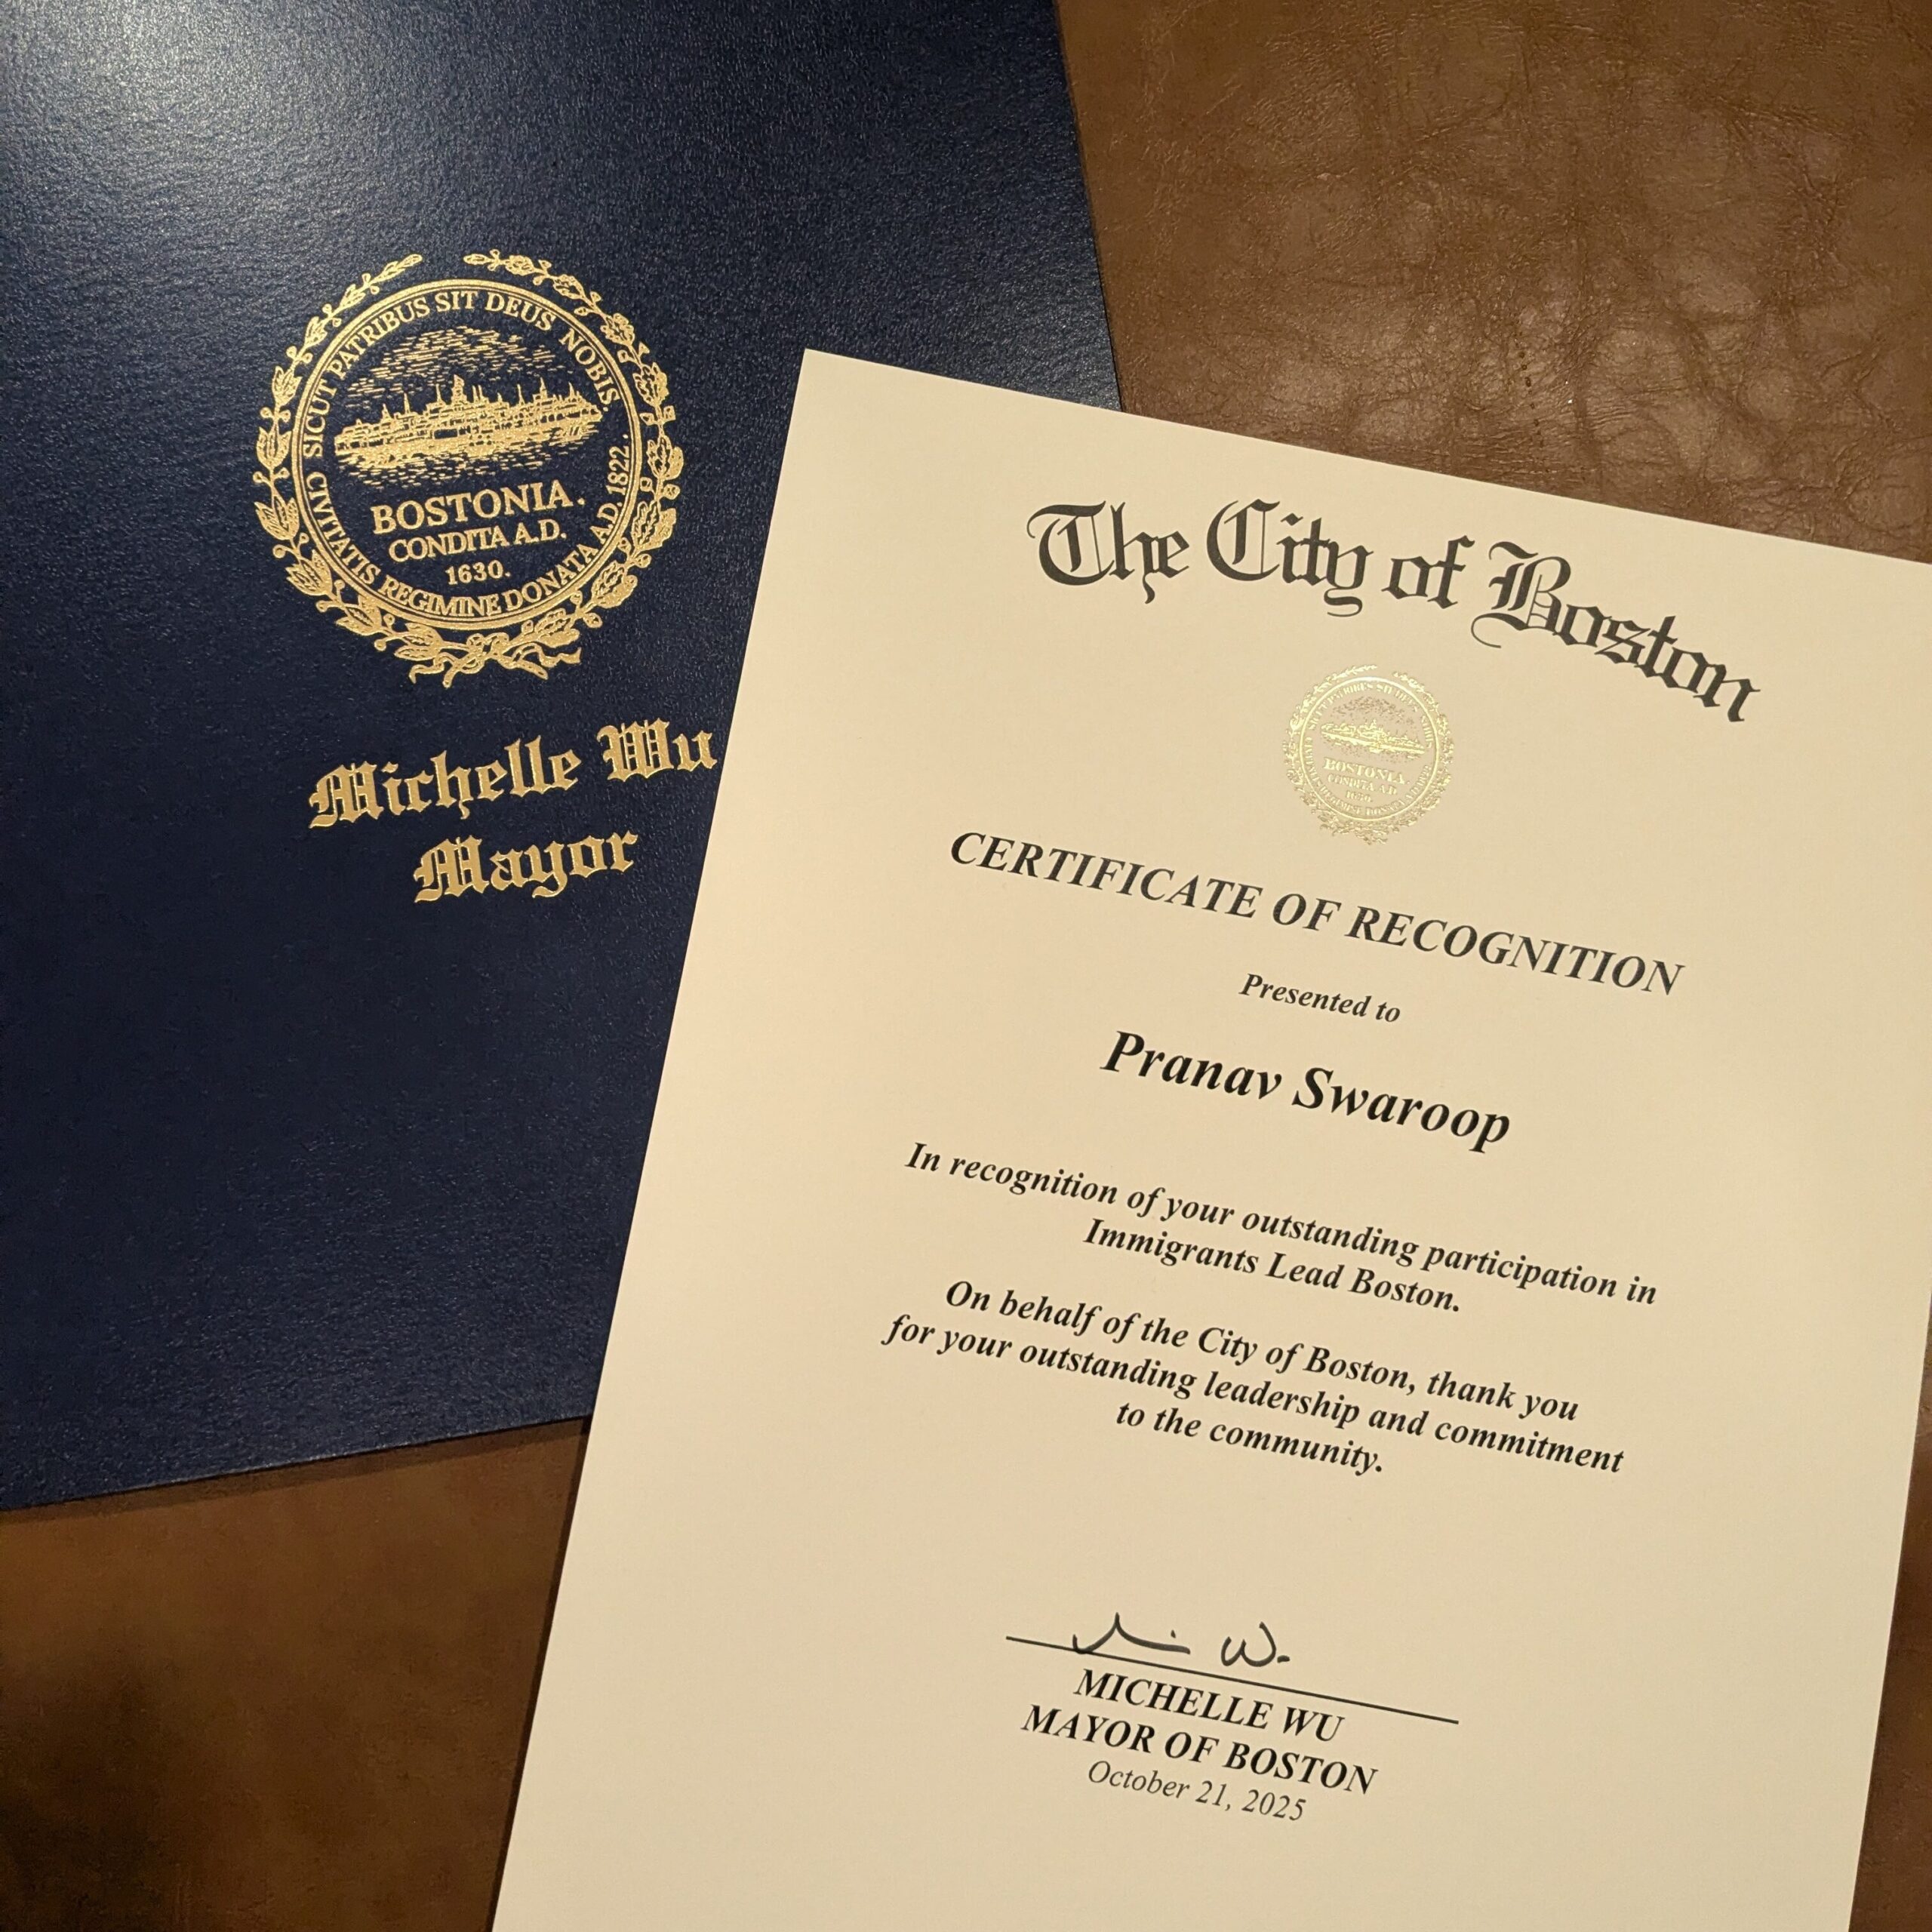 SICUT PATRIBUS SIT DEUS NOBIS.
CIVITATIS REGIMINE DONATA A.D. 1822.
BOSTONIA.
CONDITA A.D.
1630.
Michelle Wu
Mayor
The City of Boston
BOSTONIA
CONDITA A.D.
1630.
CERTIFICATE OF RECOGNITION
Presented to
Pranav Swaroop
In recognition of your outstanding participation in
Immigrants Lead Boston.
On behalf of the City of Boston, thank you
for your outstanding leadership and commitment
to the community.
MICHELLE WU
MAYOR OF BOSTON
October 21, 2025